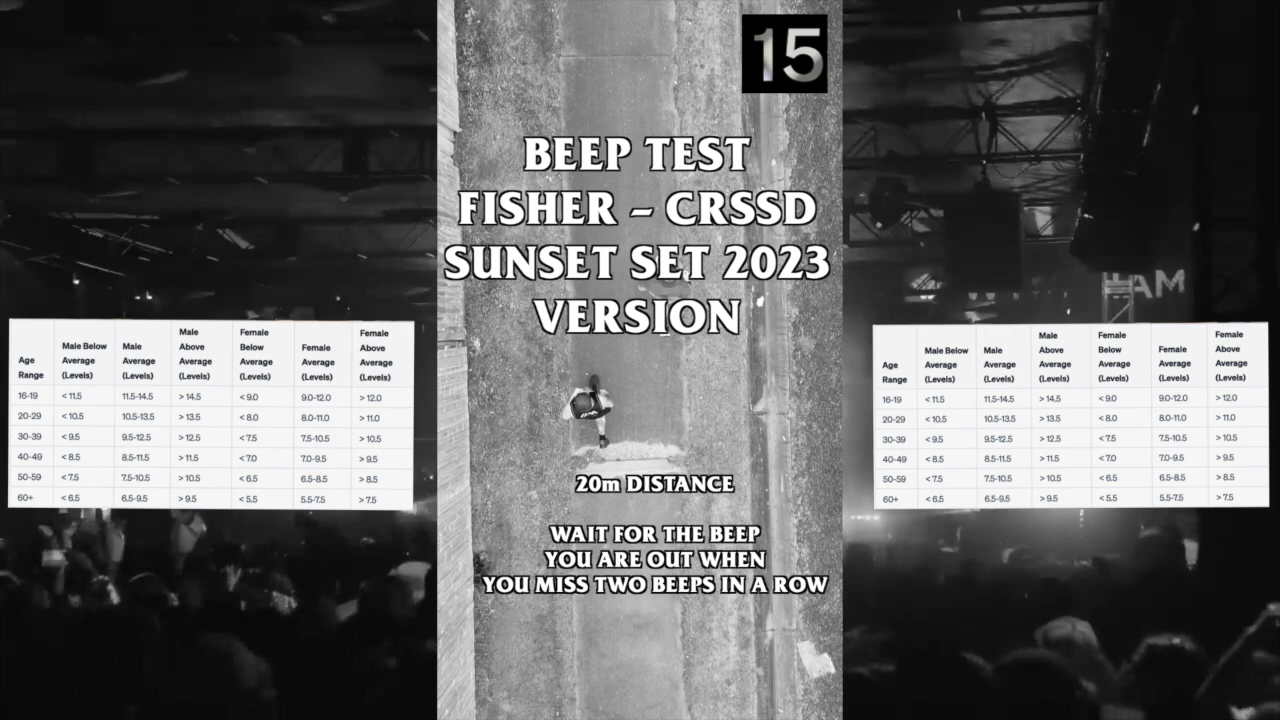 15
BEEP TEST
FISHER – CRSSD
SUNSET SET 2023
VERSION
20m DISTANCE
WAIT FOR THE BEEP
YOU ARE OUT WHEN
YOU MISS TWO BEEPS IN A ROW
Age Range | Male Below Average (Levels) | Male Average (Levels) | Male Above Average (Levels) | Female Below Average (Levels) | Female Average (Levels) | Female Above Average (Levels)
16-19 | < 11.5 | 11.5-14.5 | > 14.5 | < 9.0 | 9.0-12.0 | > 12.0
20-29 | < 10.5 | 10.5-13.5 | > 13.5 | < 8.0 | 8.0-11.0 | > 11.0
30-39 | < 9.5 | 9.5-12.5 | > 12.5 | < 7.5 | 7.5-10.5 | > 10.5
40-49 | < 8.5 | 8.5-11.5 | > 11.5 | < 7.0 | 7.0-9.5 | > 9.5
50-59 | < 7.5 | 7.5-10.5 | > 10.5 | < 6.5 | 6.5-8.5 | > 8.5
60+ | < 6.5 | 6.5-9.5 | > 9.5 | < 5.5 | 5.5-7.5 | > 7.5
Age Range | Male Below Average (Levels) | Male Average (Levels) | Male Above Average (Levels) | Female Below Average (Levels) | Female Average (Levels) | Female Above Average (Levels)
16-19 | < 11.5 | 11.5-14.5 | > 14.5 | < 9.0 | 9.0-12.0 | > 12.0
20-29 | < 10.5 | 10.5-13.5 | > 13.5 | < 8.0 | 8.0-11.0 | > 11.0
30-39 | < 9.5 | 9.5-12.5 | > 12.5 | < 7.5 | 7.5-10.5 | > 10.5
40-49 | < 8.5 | 8.5-11.5 | > 11.5 | < 7.0 | 7.0-9.5 | > 9.5
50-59 | < 7.5 | 7.5-10.5 | > 10.5 | < 6.5 | 6.5-8.5 | > 8.5
60+ | < 6.5 | 6.5-9.5 | > 9.5 | < 5.5 | 5.5-7.5 | > 7.5